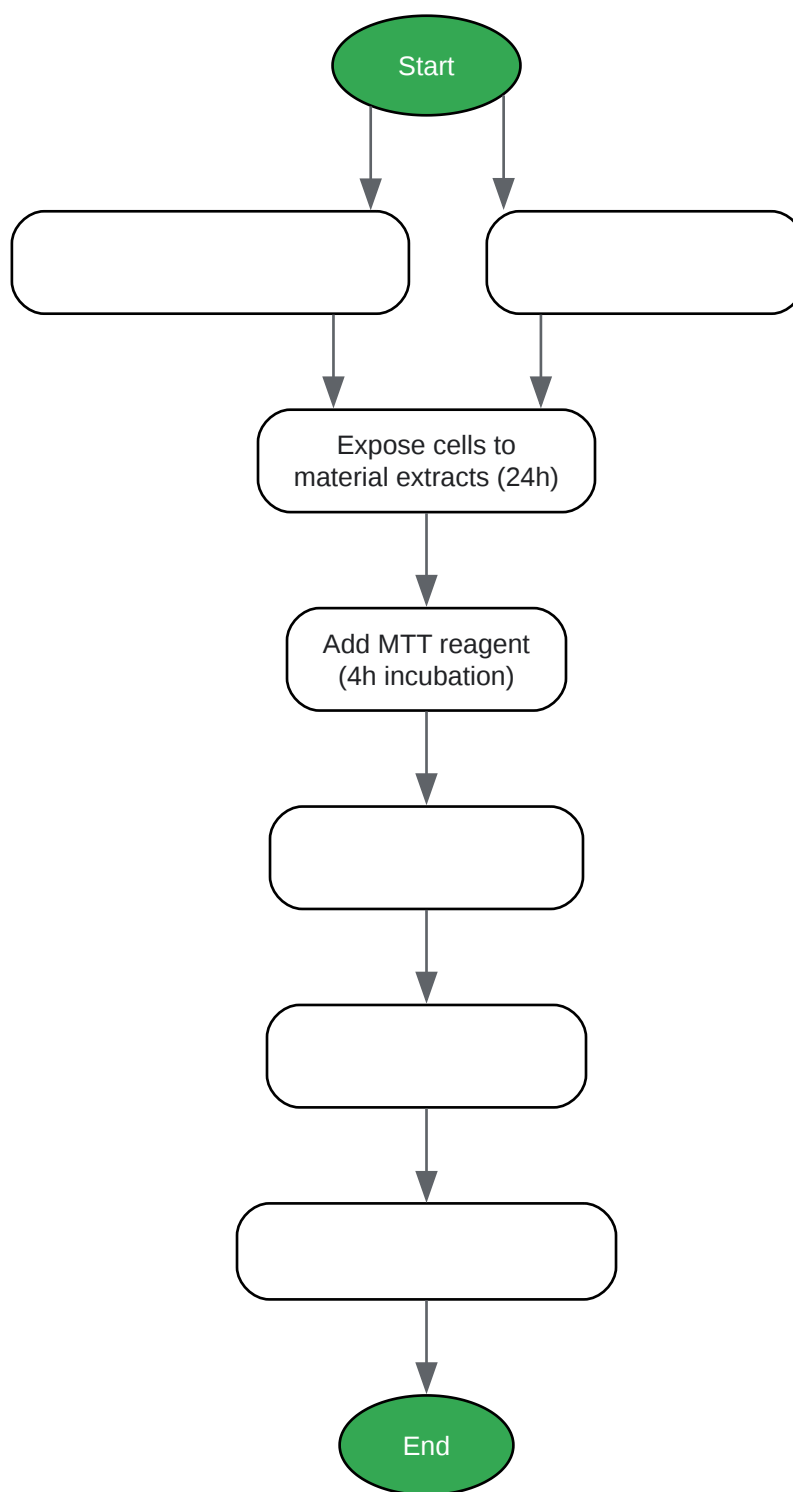 Start
Expose cells to
material extracts (24h)
Add MTT reagent
(4h incubation)
End